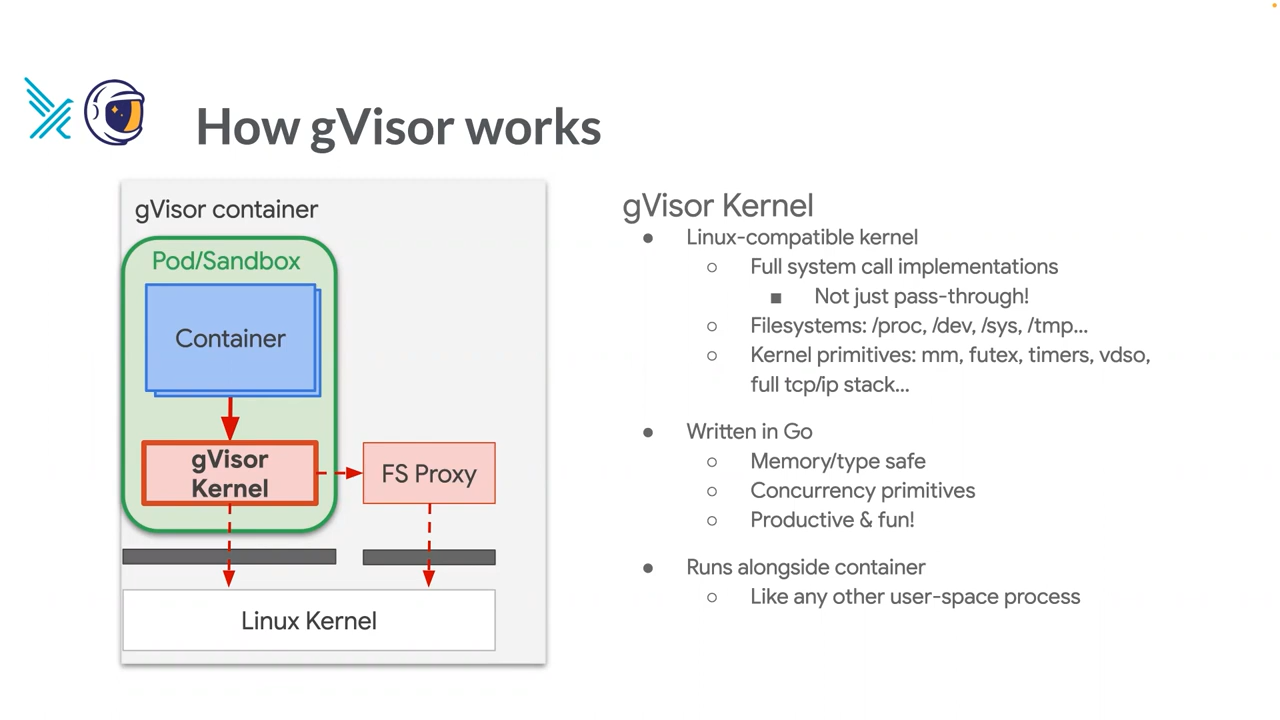 How gVisor works
gVisor container
Pod/Sandbox
Container
gVisor
Kernel
FS Proxy
Linux Kernel
gVisor Kernel
● Linux-compatible kernel
○ Full system call implementations
■ Not just pass-through!
○ Filesystems: /proc, /dev, /sys, /tmp...
○ Kernel primitives: mm, futex, timers, vdso,
full tcp/ip stack...
● Written in Go
○ Memory/type safe
○ Concurrency primitives
○ Productive & fun!
● Runs alongside container
○ Like any other user-space process